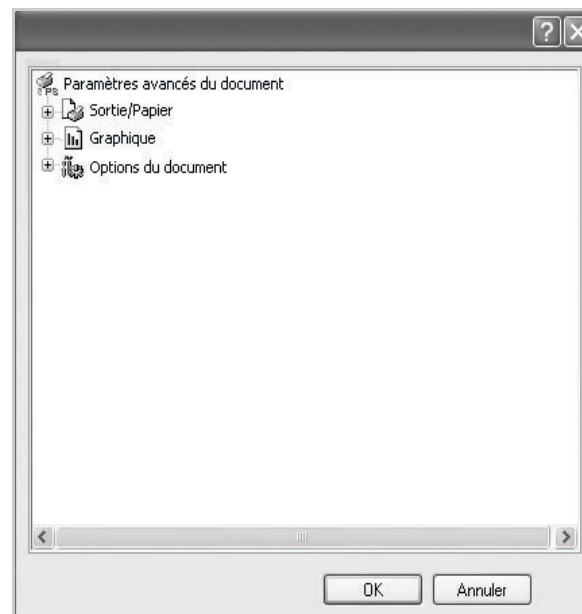 Paramètres avancés du document
Sortie/Papier
Graphique
Options du document
OK Annuler